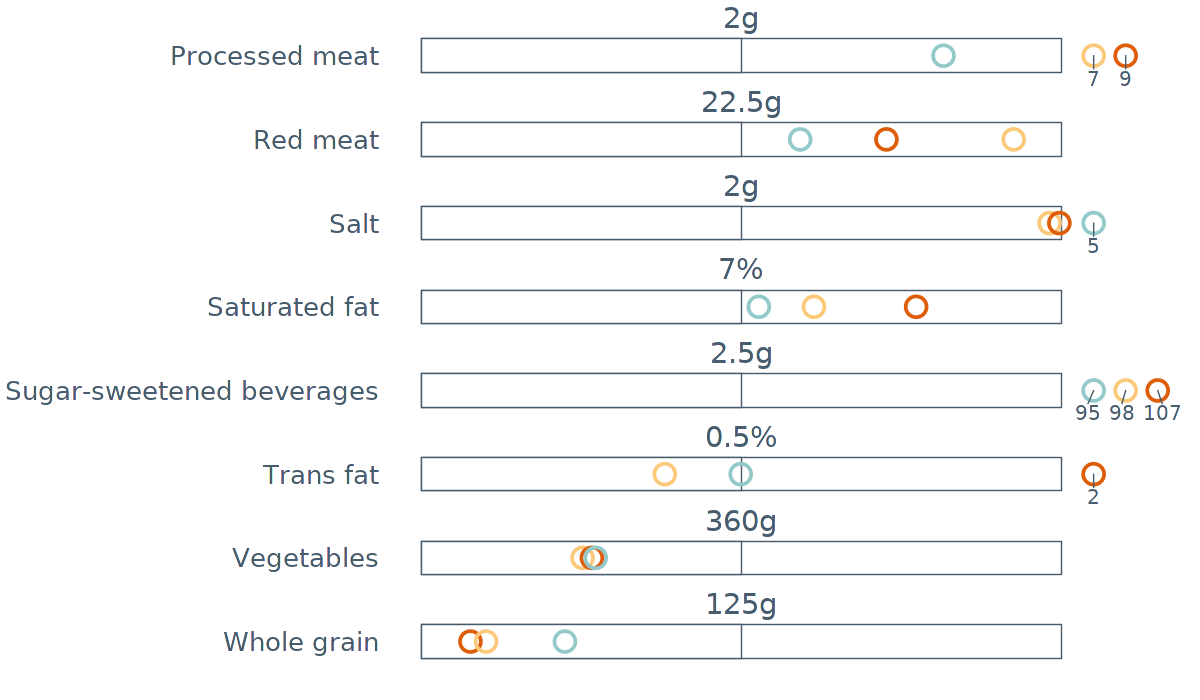 2g
Processed meat
7 9
22.5g
Red meat
2g
Salt
5
7%
Saturated fat
2.5g
Sugar-sweetened beverages
95 98 107
0.5%
Trans fat
2
360g
Vegetables
125g
Whole grain